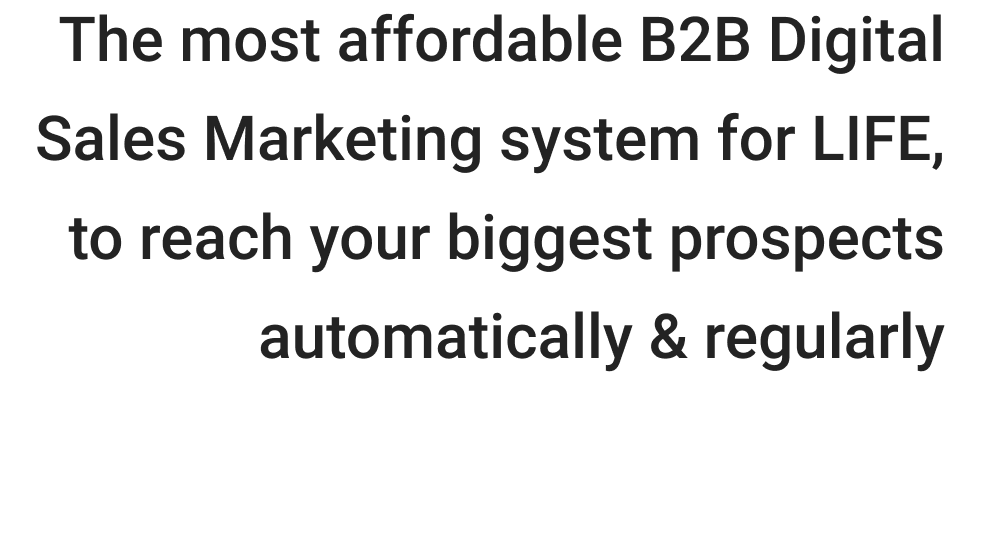 The most affordable B2B Digital
Sales Marketing system for LIFE,
to reach your biggest prospects
automatically & regularly